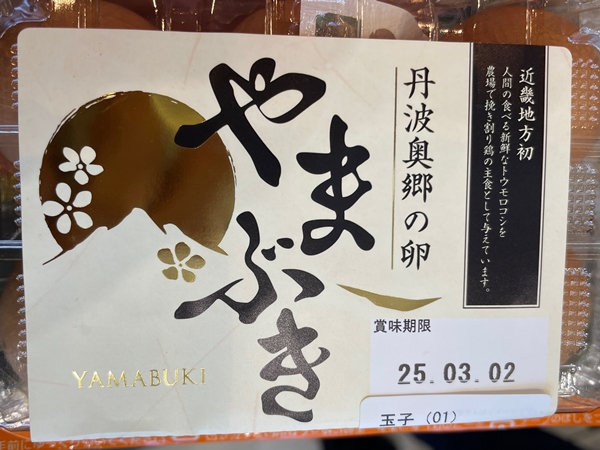 近畿地方初
人間の食べる新鮮なトウモロコシを
農場で挽き割り鶏の主食として与えています。
丹波奥郷の卵
やまぶき
YAMABUKI
賞味期限
25.03.02
玉子 (01)